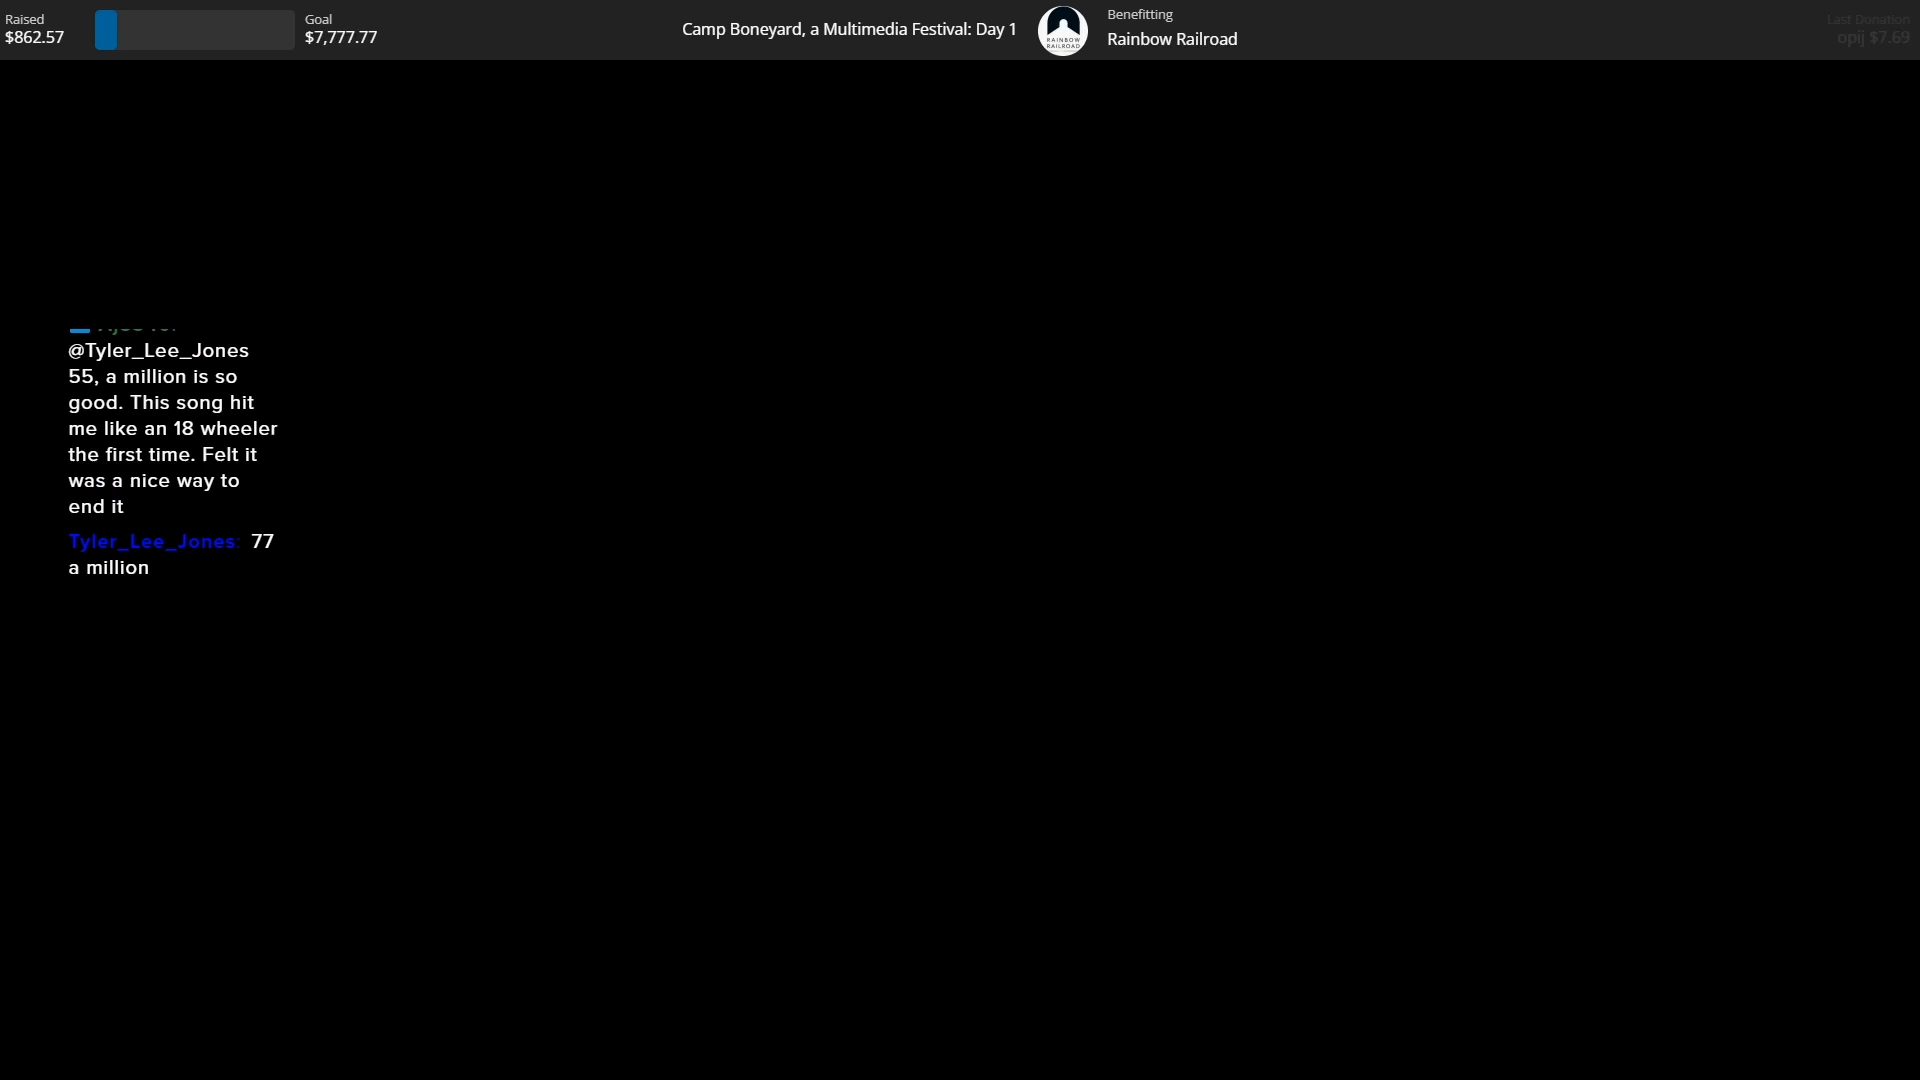 Raised
$862.57
Goal
$7,777.77
Camp Boneyard, a Multimedia Festival: Day 1
RAINBOW
RAILROAD
Benefitting
Rainbow Railroad
Last Donation
opij $7.69
@Tyler_Lee_Jones
55, a million is so
good. This song hit
me like an 18 wheeler
the first time. Felt it
was a nice way to
end it
Tyler_Lee_Jones: 77
a million